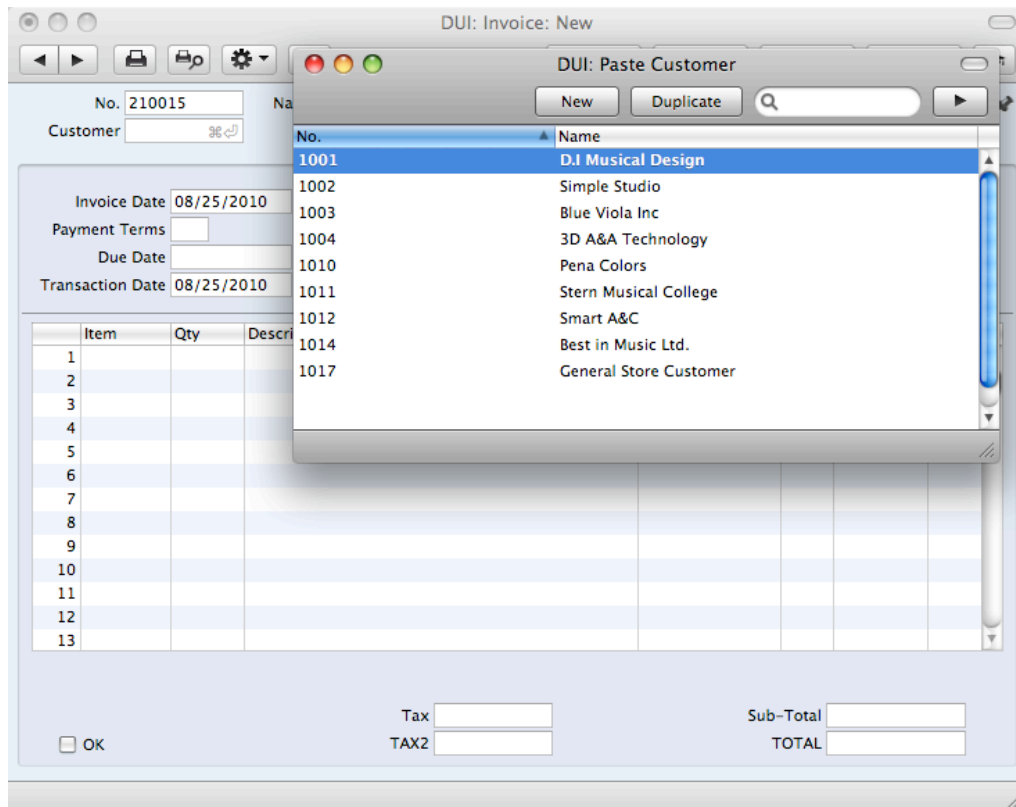 DUI: Invoice: New
DUI: Paste Customer
New Duplicate
No. 210015 Na
Customer ⌘⏎
No. Name
1001 D.I Musical Design
1002 Simple Studio
1003 Blue Viola Inc
1004 3D A&A Technology
1010 Pena Colors
1011 Stern Musical College
1012 Smart A&C
1014 Best in Music Ltd.
1017 General Store Customer
Invoice Date 08/25/2010
Payment Terms
Due Date
Transaction Date 08/25/2010
Item Qty Descri
1
2
3
4
5
6
7
8
9
10
11
12
13
Tax Sub-Total
OK TAX2 TOTAL